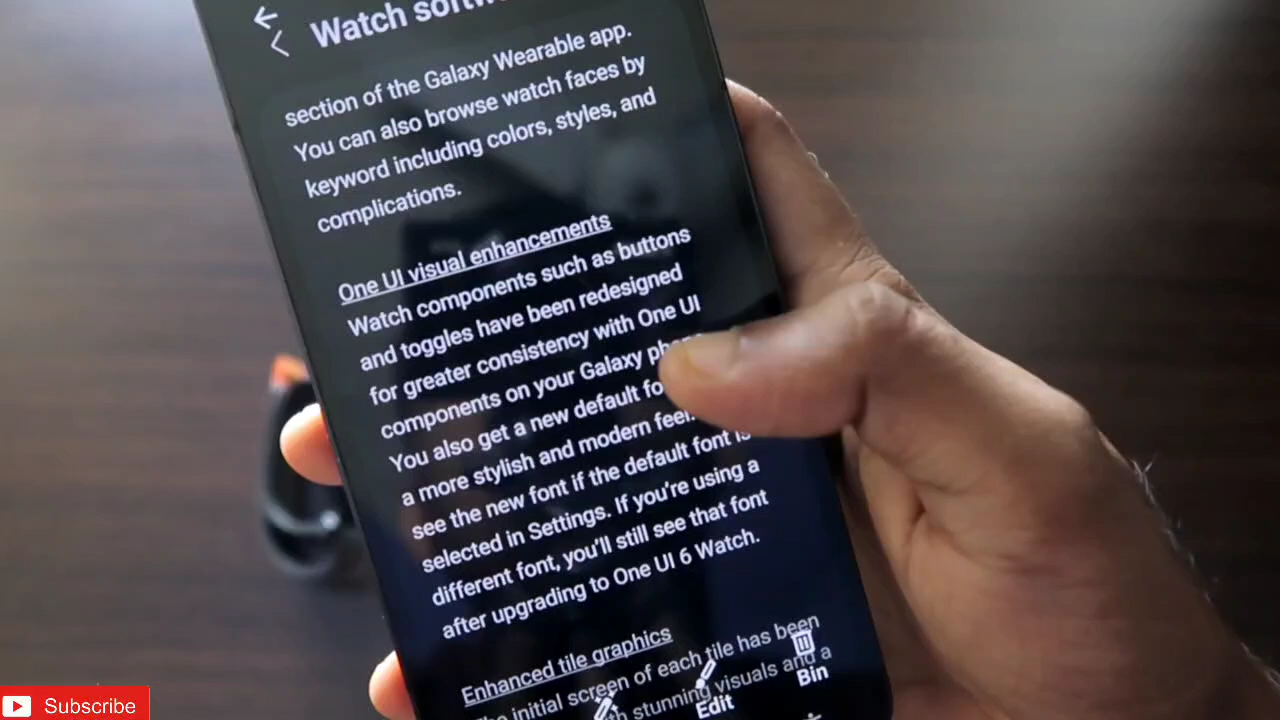 Watch
section of the Galaxy Wearable app.
You can also browse watch faces by
keyword including colors, styles, and
complications.
One UI visual enhancements
Watch components such as buttons
and toggles have been redesigned
for greater consistency with One UI
components on your Galaxy
You also get a new default
a more stylish and modern feel.
see the new font if the default font is
selected in Settings. If you're using a
different font, you'll still see that font
after upgrading to One UI 6 Watch.
Enhanced tile graphics
The initial screen of each tile has been
stunning visuals and a
Edit
Bin
Subscribe